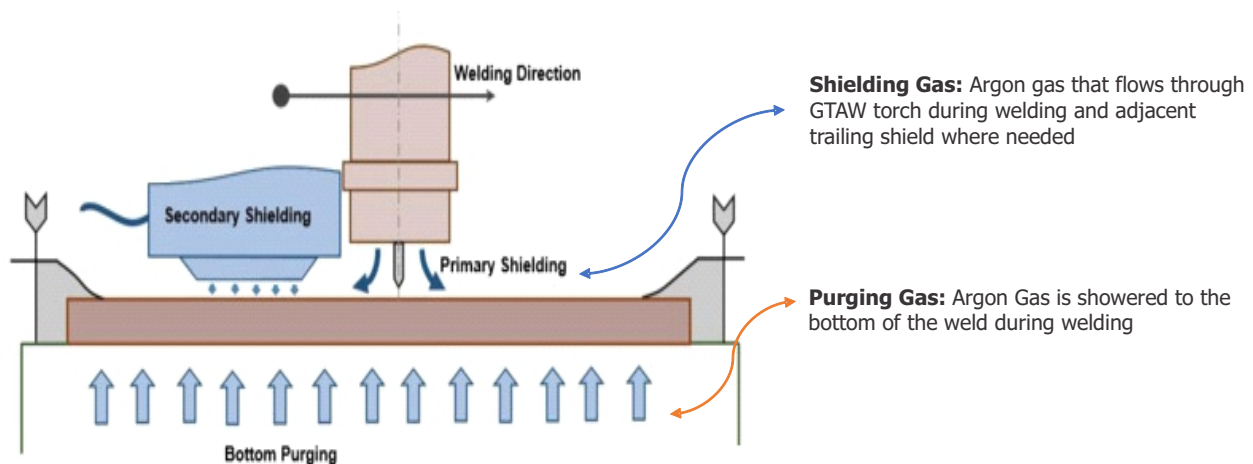 Welding Direction
Secondary Shielding
Primary Shielding
Bottom Purging
Shielding Gas: Argon gas that flows through
GTAW torch during welding and adjacent
trailing shield where needed
Purging Gas: Argon Gas is showered to the
bottom of the weld during welding